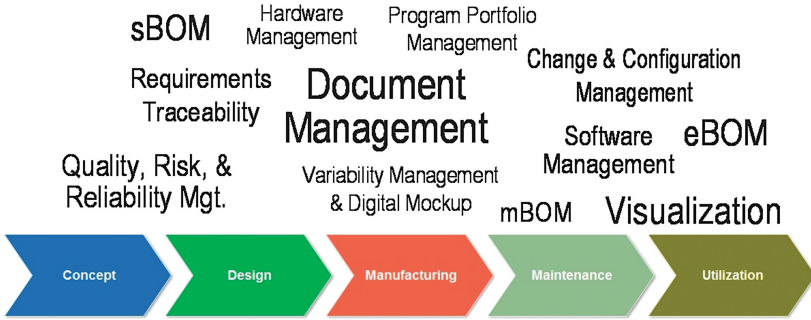 sBOM
Hardware
Management
Program Portfolio
Management
Change & Configuration
Management
Requirements
Traceability
Document
Management
Software
Management
eBOM
Quality, Risk, &
Reliability Mgt.
Variability Management
& Digital Mockup
mBOM
Visualization
Concept
Design
Manufacturing
Maintenance
Utilization